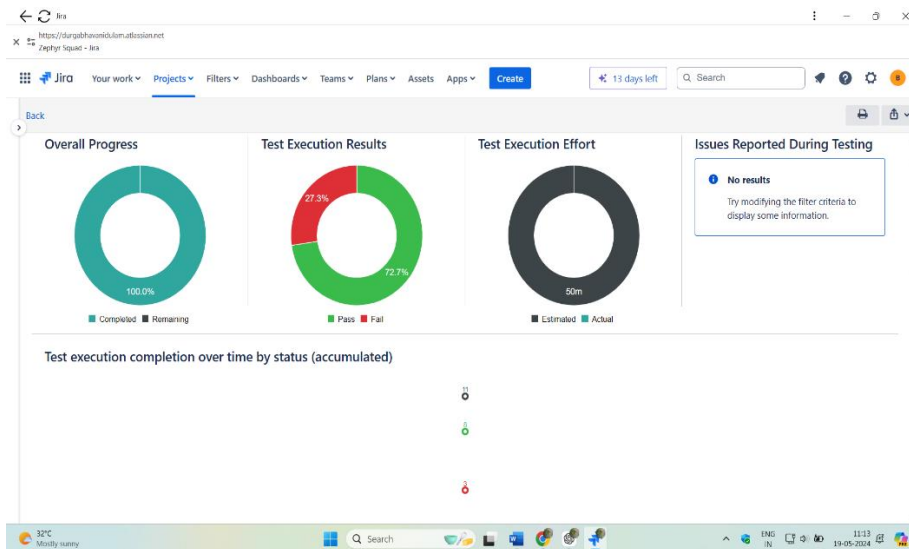 Jira
https://durgabhavanidulam.atlassian.net
Zephyr Squad - Jira
Jira Your work Projects Filters Dashboards Teams Plans Assets Apps Create 13 days left Search B
Back
Overall Progress Test Execution Results Test Execution Effort Issues Reported During Testing
No results
Try modifying the filter criteria to
display some information.
27.3%
72.7%
100.0% 50m
Completed Remaining Pass Fail Estimated Actual
Test execution completion over time by status (accumulated)
11
8
3
32°C
Mostly sunny
Search
ENG
IN
11:13
19-05-2024